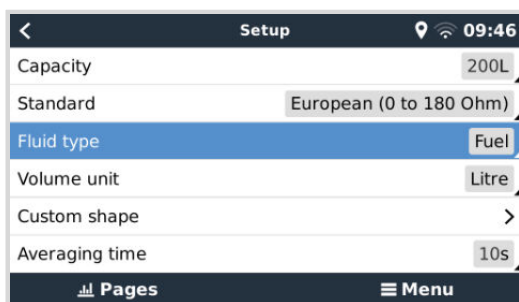 Setup 09:46
Capacity 200L
Standard European (0 to 180 Ohm)
Fluid type Fuel
Volume unit Litre
Custom shape
Averaging time 10s
Pages Menu